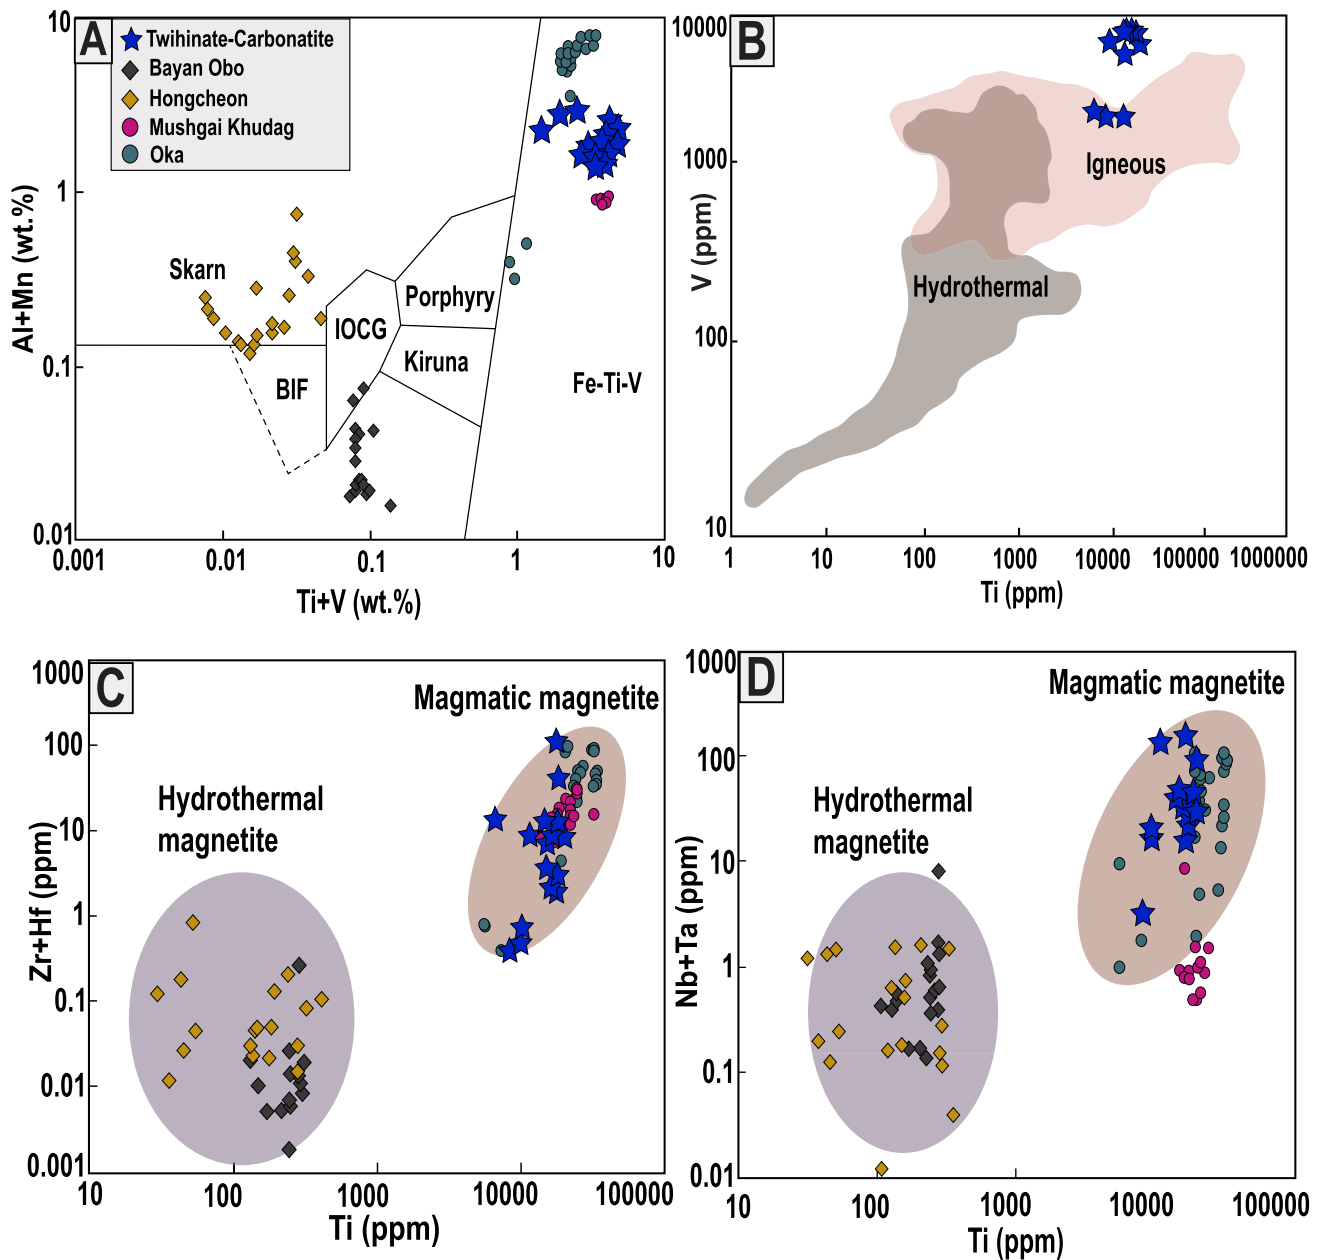 A
Twihinate-Carbonatite
Bayan Obo
Hongcheon
Mushgai Khudag
Oka
10
1
0.1
0.01
Al+Mn (wt.%)
Skarn
BIF
IOCG
Porphyry
Kiruna
Fe-Ti-V
0.001
0.01
0.1
1
10
Ti+V (wt.%)
B
10000
1000
100
10
V (ppm)
Igneous
Hydrothermal
1
10
100
1000
10000
100000
1000000
Ti (ppm)
C
1000
100
10
1
0.1
0.01
0.001
Zr+Hf (ppm)
Magmatic magnetite
Hydrothermal
magnetite
10
100
1000
10000
100000
Ti (ppm)
D
1000
100
10
1
0.1
0.01
Nb+Ta (ppm)
Magmatic magnetite
Hydrothermal
magnetite
10
100
1000
10000
100000
Ti (ppm)